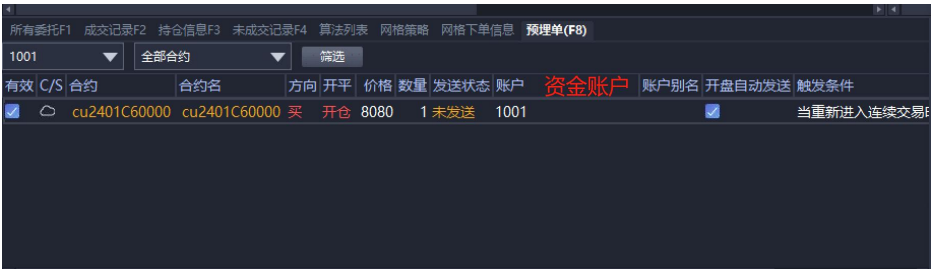 所有委托F1 成交记录F2 持仓信息F3 未成交记录F4 算法列表 网格策略 网格下单信息 预埋单(F8)
1001 全部合约 筛选
有效 C/S 合约 合约名 方向 开平 价格 数量 发送状态 账户 资金账户 账户别名 开盘自动发送 触发条件
cu2401C60000 cu2401C60000 买 开仓 8080 1 未发送 1001 当重新进入连续交易